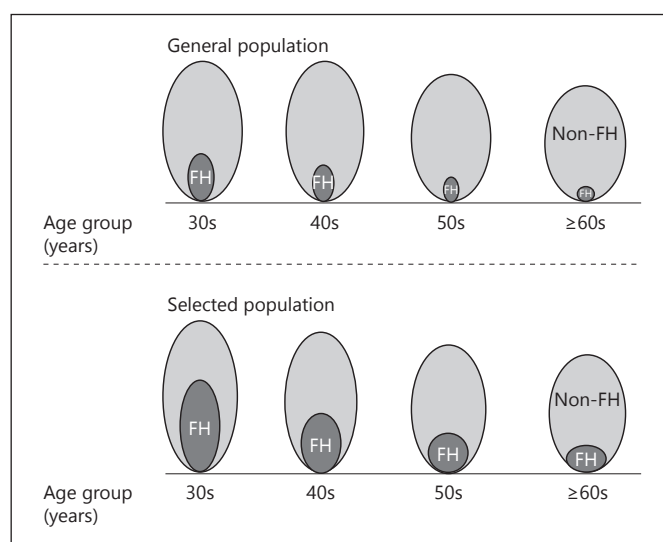 General population
Non-FH
FH FH FH FH
Age group
(years)
30s 40s 50s ≥60s
Selected population
Non-FH
FH FH FH FH
Age group
(years)
30s 40s 50s ≥60s